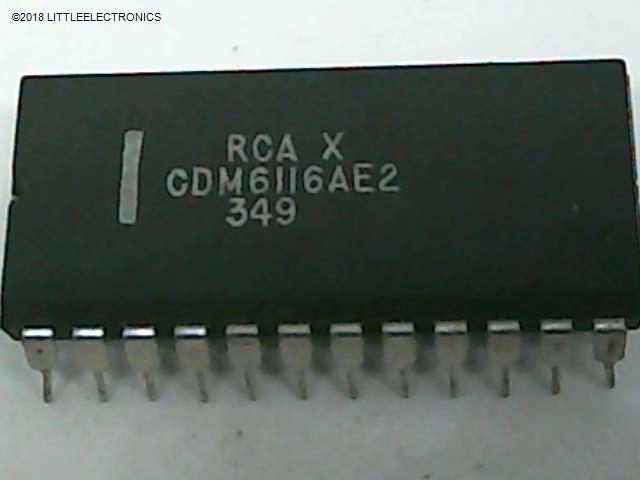 ©2018 LITTLEELECTRONICS
RCA X
CDM6116AE2
349